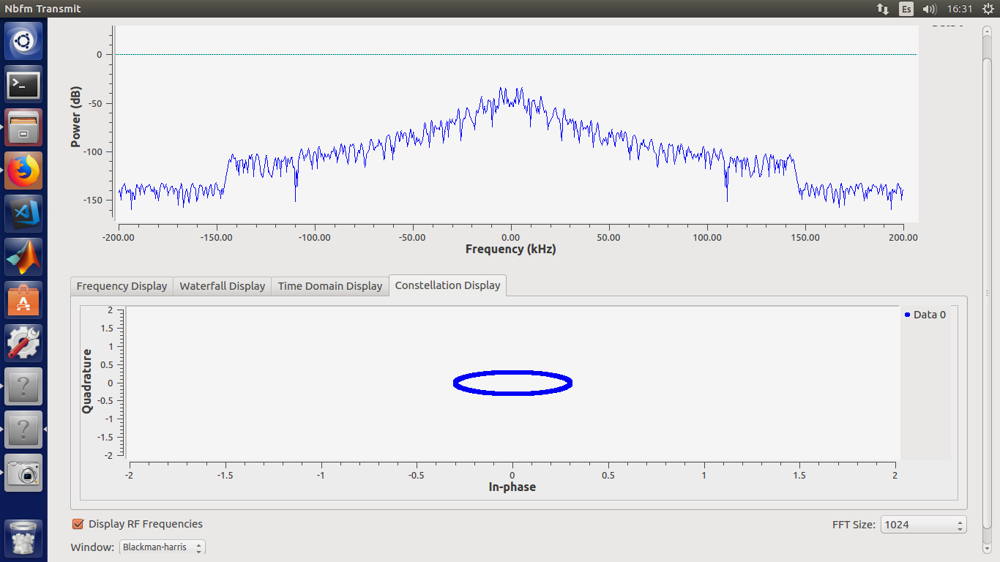 Nbfm Transmit
Es
16:31
0
-50
-100
-150
Power (dB)
-200.00 -150.00 -100.00 -50.00 0.00 50.00 100.00 150.00 200.00
Frequency (kHz)
Frequency Display Waterfall Display Time Domain Display Constellation Display
2
1.5
1
0.5
0
-0.5
-1
-1.5
-2
Quadrature
Data 0
-2 -1.5 -1 -0.5 0 0.5 1 1.5 2
In-phase
Display RF Frequencies
FFT Size: 1024
Window: Blackman-harris